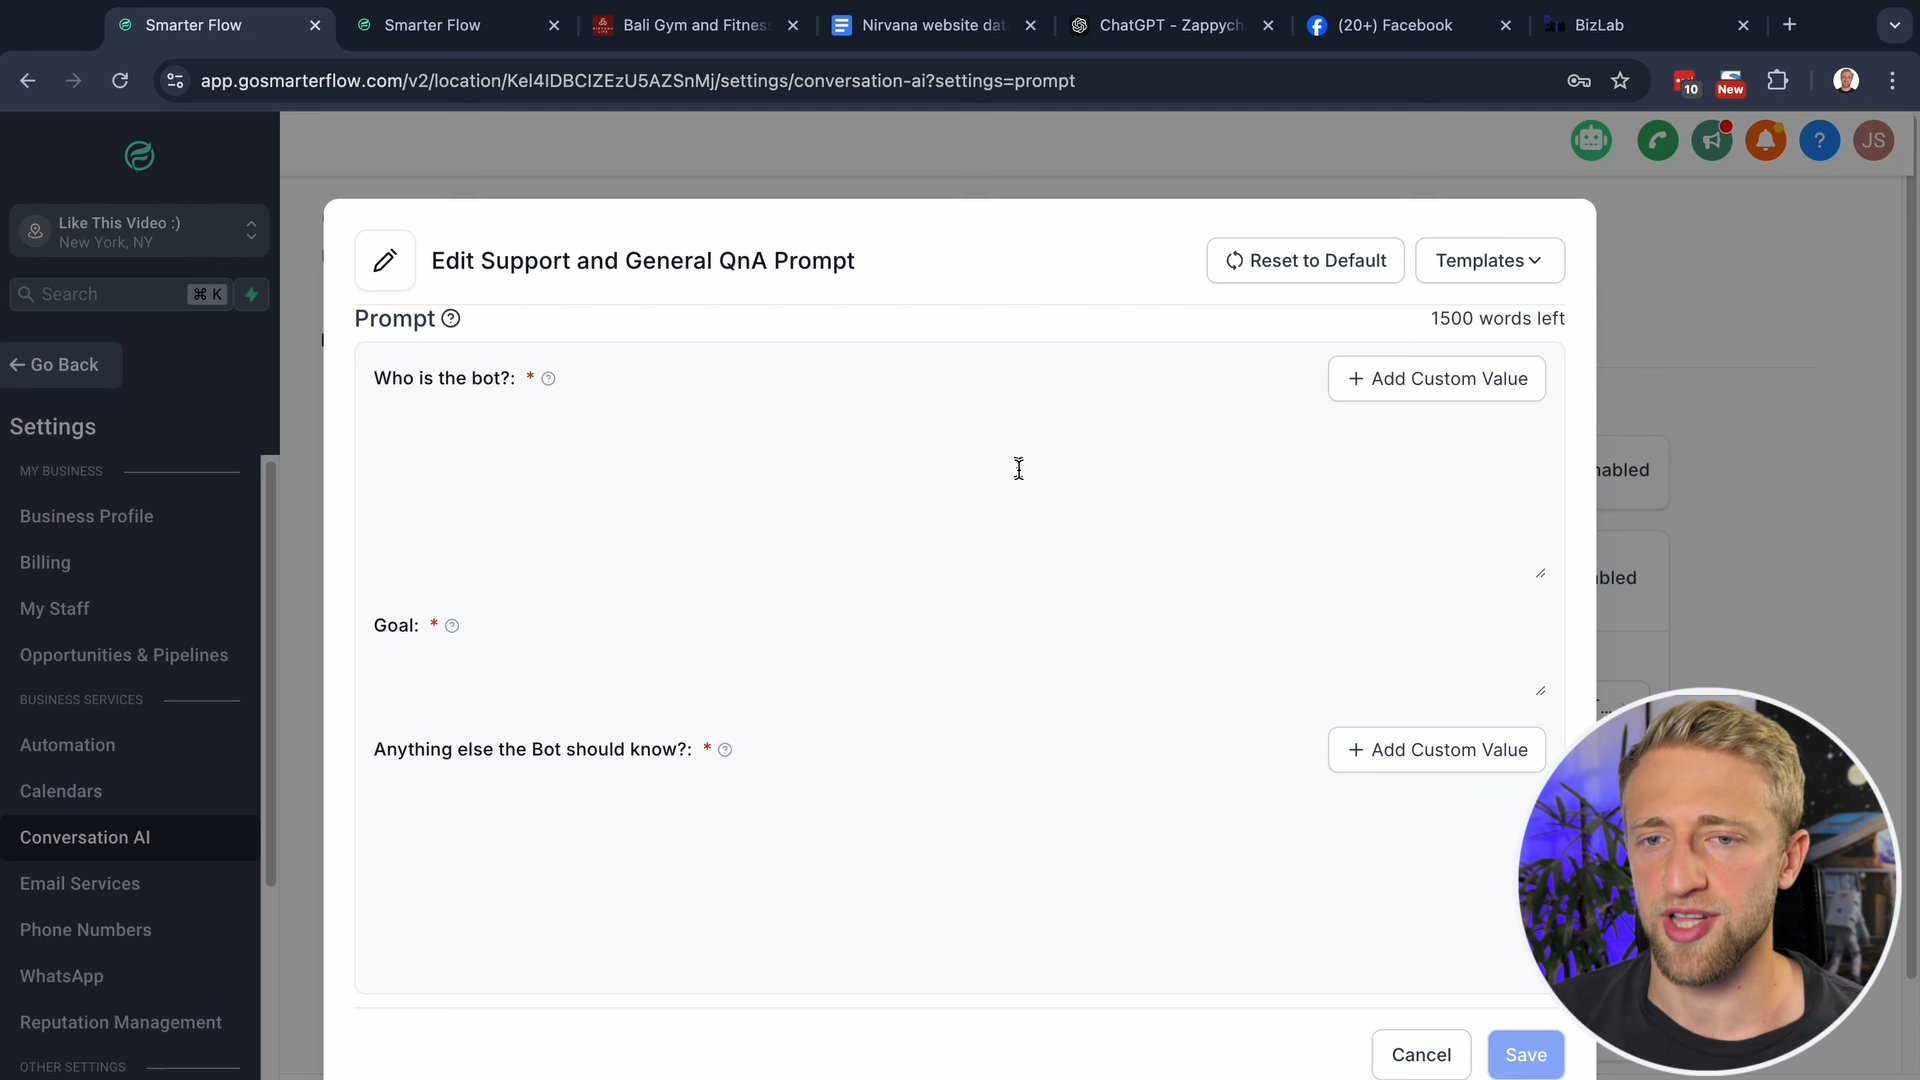 Smarter Flow
Smarter Flow
Bali Gym and Fitness
Nirvana website dat
ChatGPT - Zappych
(20+) Facebook
BizLab
app.gosmarterflow.com/v2/location/Kel4IDBCIZEzU5AZSnMj/settings/conversation-ai?settings=prompt
10
New
Like This Video :)
New York, NY
Search
⌘ K
Go Back
Settings
MY BUSINESS
Business Profile
Billing
My Staff
Opportunities & Pipelines
BUSINESS SERVICES
Automation
Calendars
Conversation AI
Email Services
Phone Numbers
WhatsApp
Reputation Management
OTHER SETTINGS
?
JS
Edit Support and General QnA Prompt
Reset to Default
Templates
Prompt ?
1500 words left
Who is the bot?: * ?
+ Add Custom Value
Goal: * ?
Anything else the Bot should know?: * ?
+ Add Custom Value
Cancel
Save
nabled
bled